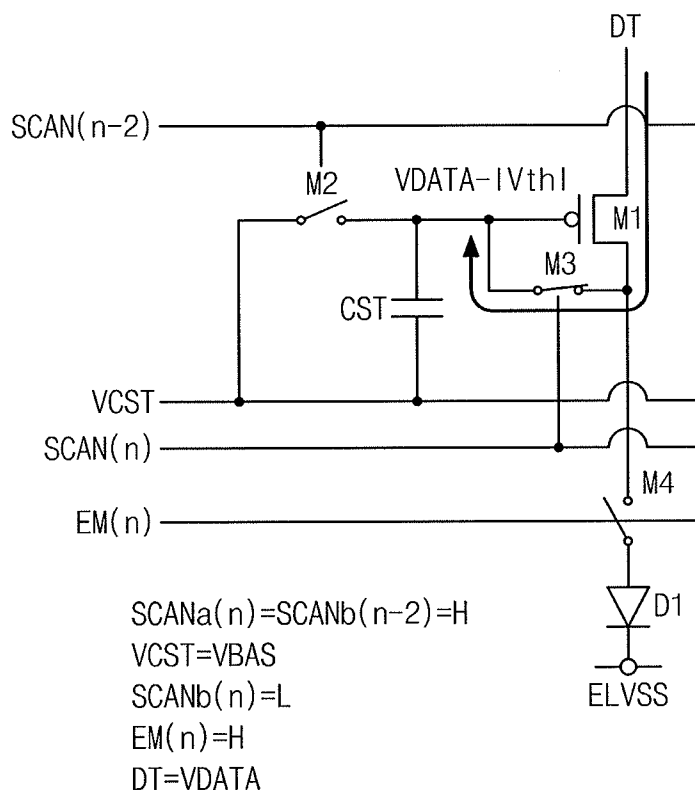 DT
SCAN(n-2)
M2
VDATA-|Vth|
M1
M3
CST
VCST
SCAN(n)
M4
EM(n)
D1
ELVSS
SCANa(n)=SCANb(n-2)=H
VCST=VBAS
SCANb(n)=L
EM(n)=H
DT=VDATA